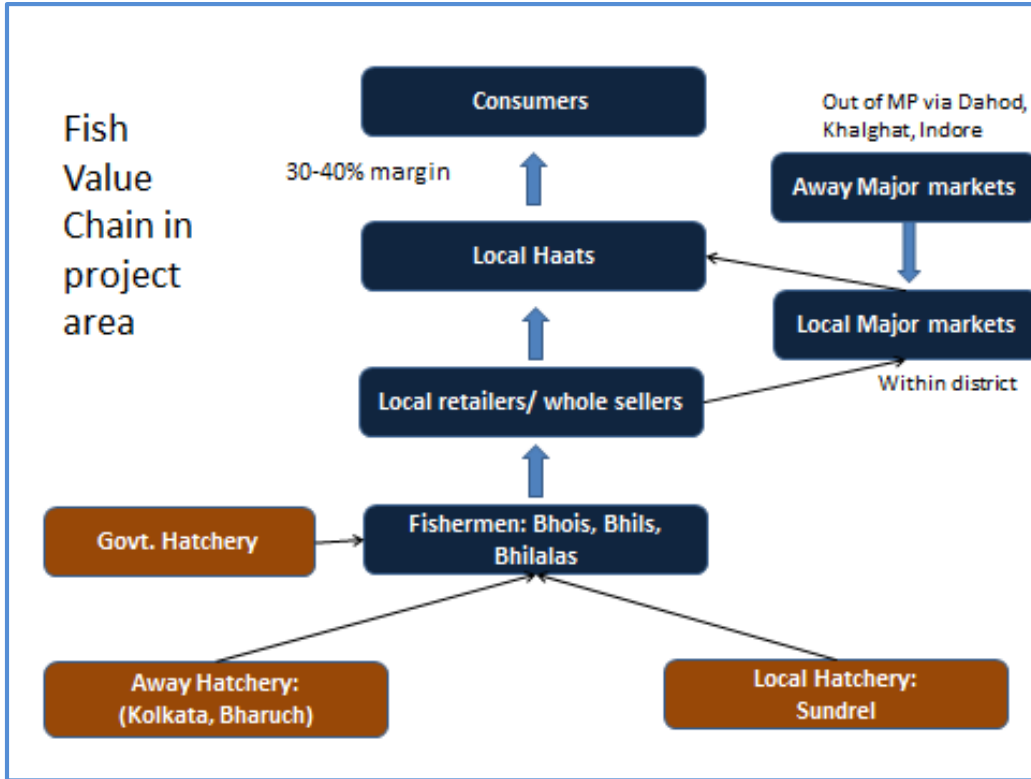 Fish
Value
Chain in
project
area
Consumers
30-40% margin
Local Haats
Local retailers/ whole sellers
Fishermen: Bhois, Bhils,
Bhilalas
Out of MP via Dahod,
Khalghat, Indore
Away Major markets
Local Major markets
Within district
Govt. Hatchery
Away Hatchery:
(Kolkata, Bharuch)
Local Hatchery:
Sundrel